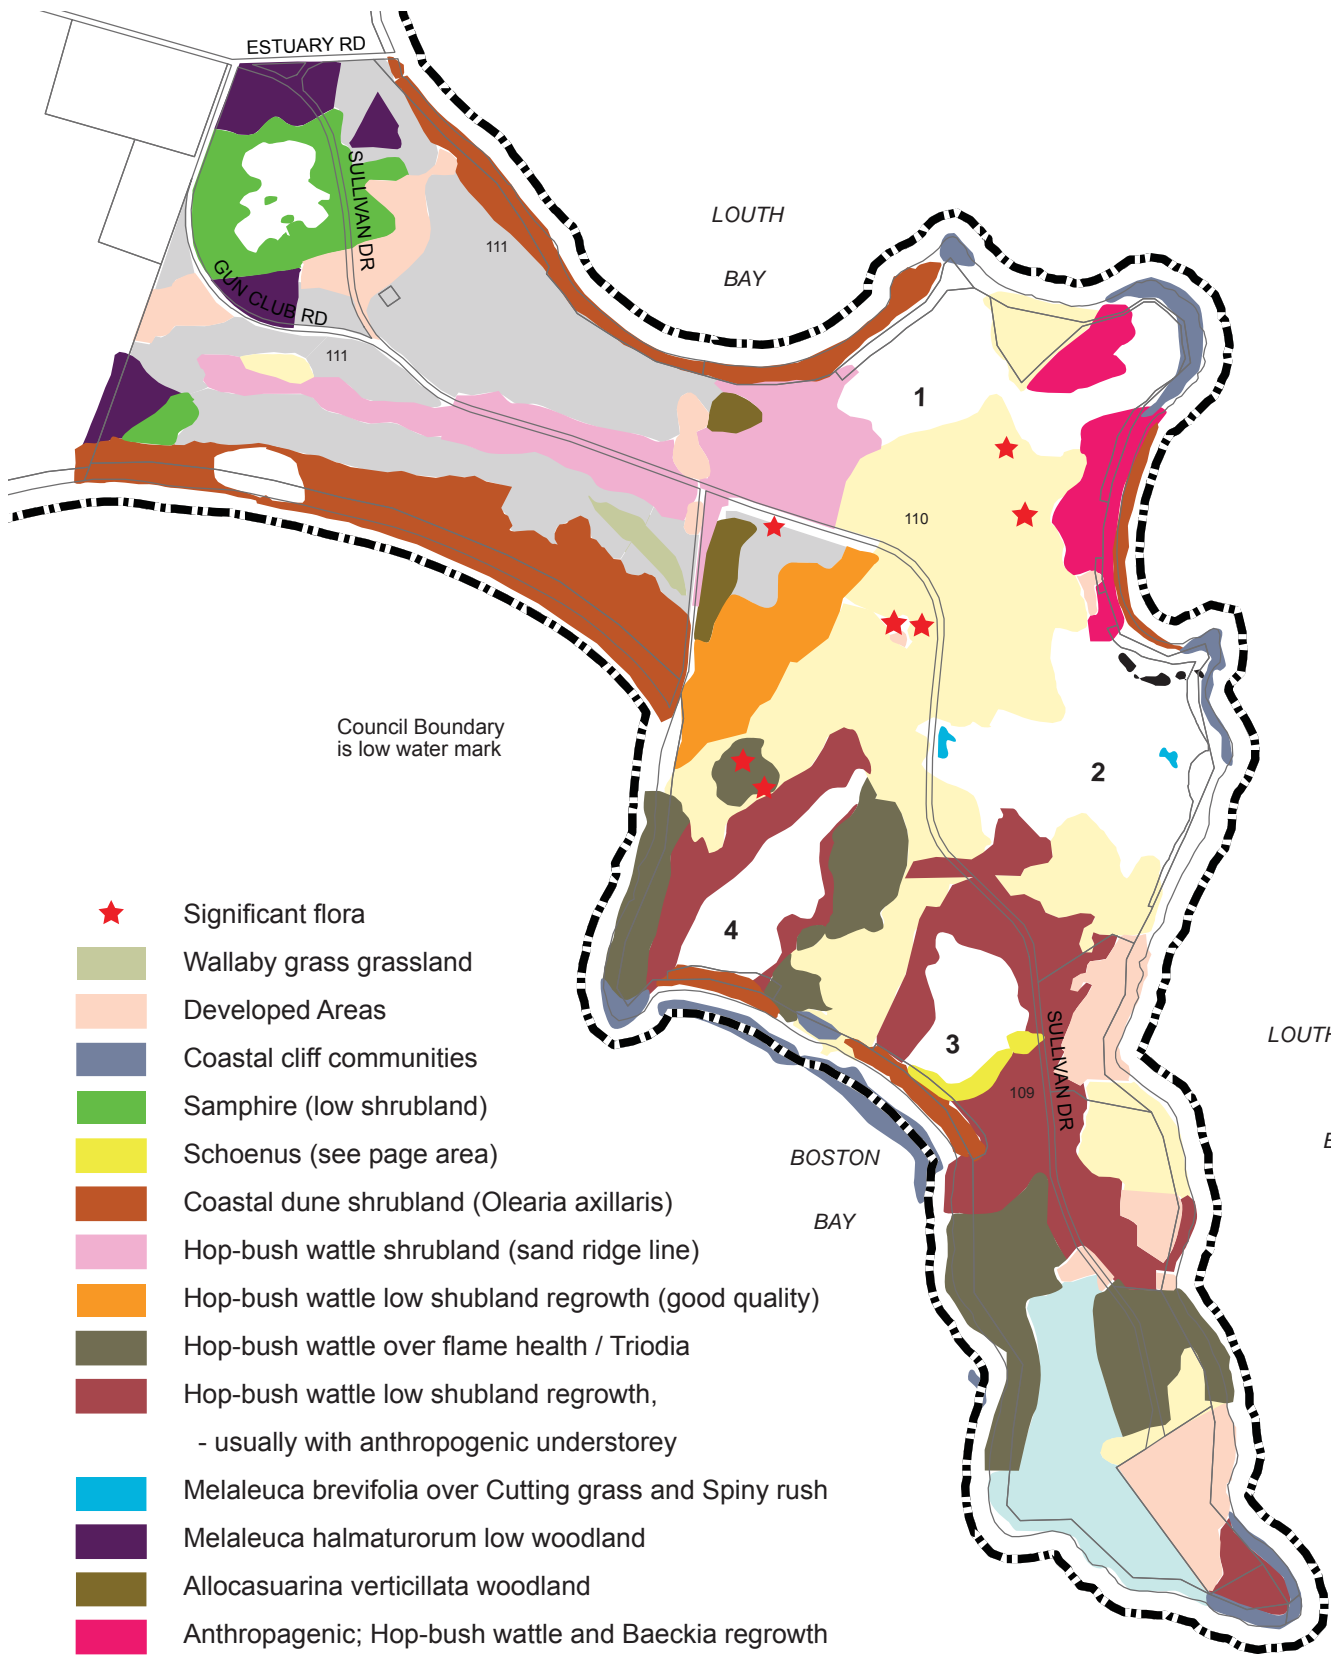 ESTUARY RD
SULLIVAN DR
GUN CLUB RD
111
111
LOUTH
BAY
1
110
Council Boundary
is low water mark
2
4
3
SULLIVAN DR
109
LOUTH
BOSTON
BAY
Significant flora
Wallaby grass grassland
Developed Areas
Coastal cliff communities
Samphire (low shrubland)
Schoenus (see page area)
Coastal dune shrubland (Olearia axillaris)
Hop-bush wattle shrubland (sand ridge line)
Hop-bush wattle low shubland regrowth (good quality)
Hop-bush wattle over flame health / Triodia
Hop-bush wattle low shubland regrowth,
- usually with anthropogenic understorey
Melaleuca brevifolia over Cutting grass and Spiny rush
Melaleuca halmaturorum low woodland
Allocasuarina verticillata woodland
Anthropagenic; Hop-bush wattle and Baeckia regrowth